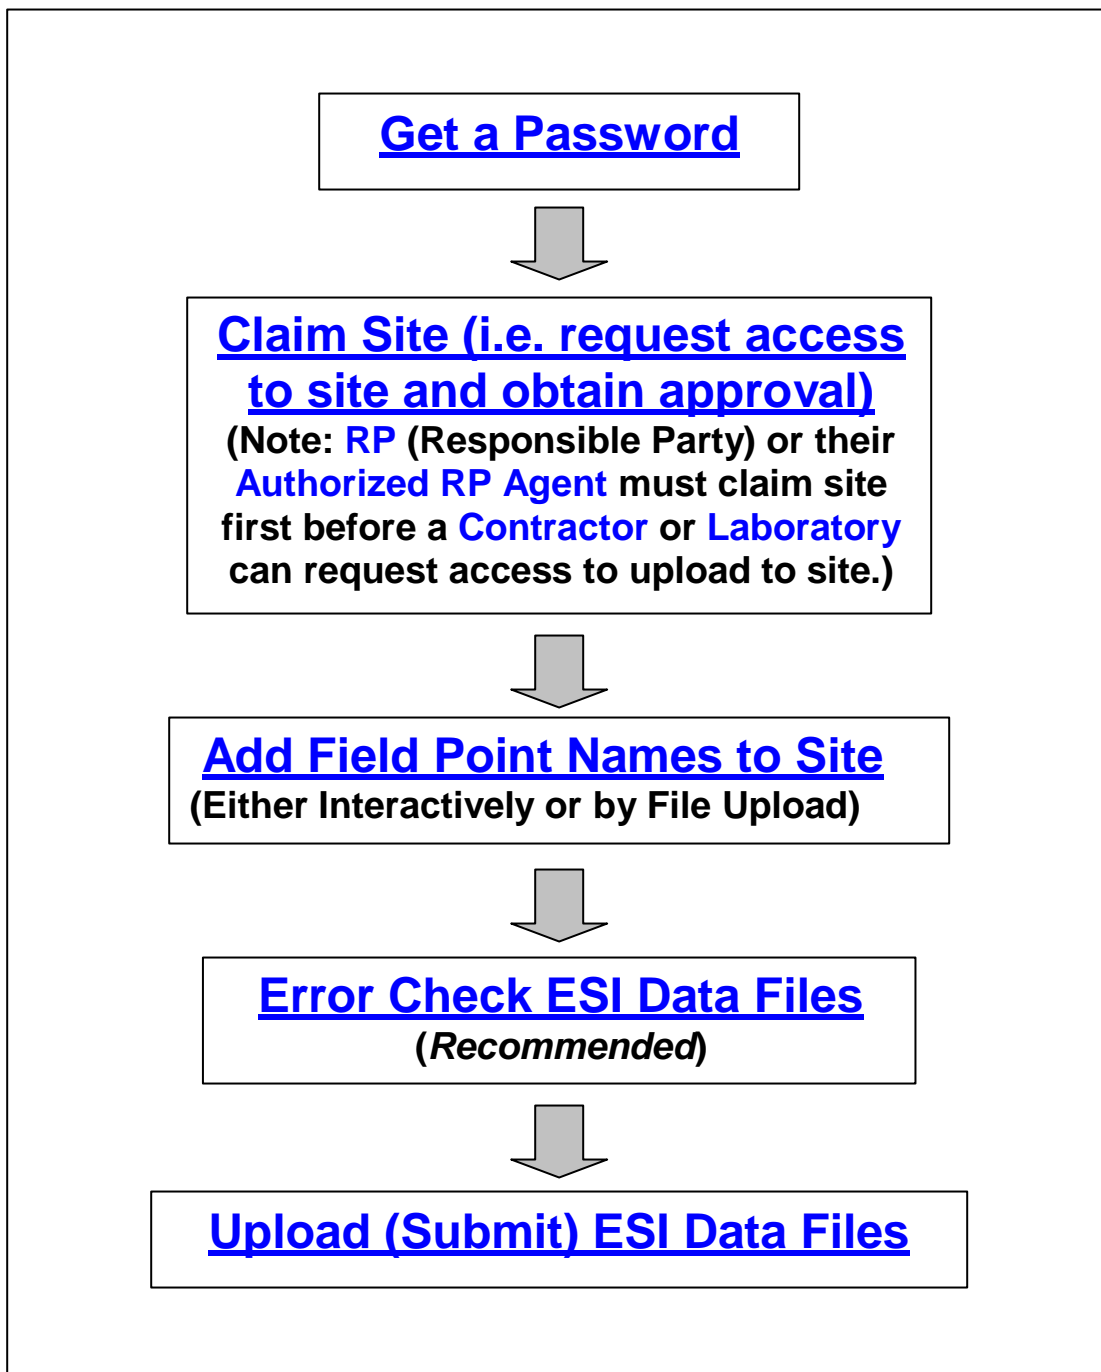 Get a Password
Claim Site (i.e. request access
to site and obtain approval)
(Note: RP (Responsible Party) or their
Authorized RP Agent must claim site
first before a Contractor or Laboratory
can request access to upload to site.)
Add Field Point Names to Site
(Either Interactively or by File Upload)
Error Check ESI Data Files
(Recommended)
Upload (Submit) ESI Data Files